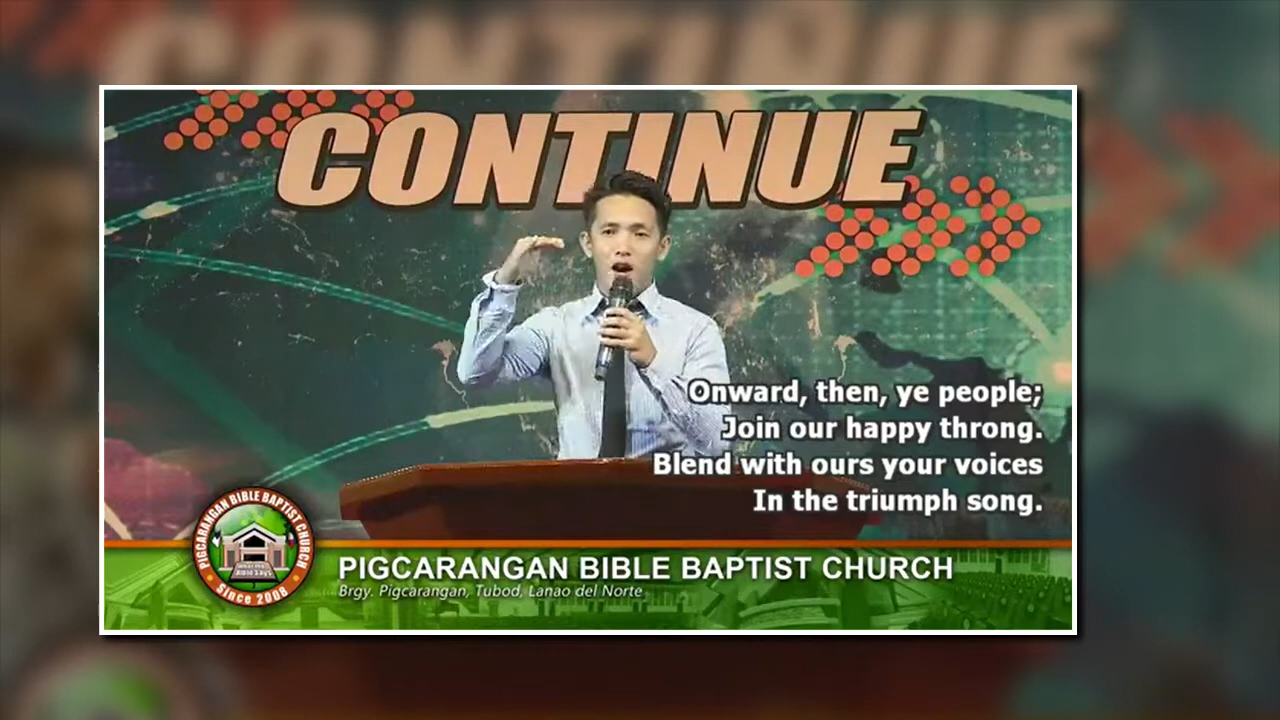 CONTINUE
Onward, then, ye people;
Join our happy throng.
Blend with ours your voices
In the triumph song.
PIGCARANGAN BIBLE BAPTIST CHURCH
Since 2008
PIGCARANGAN BIBLE BAPTIST CHURCH
Brgy. Pigcarangan, Tubod, Lanao del Norte